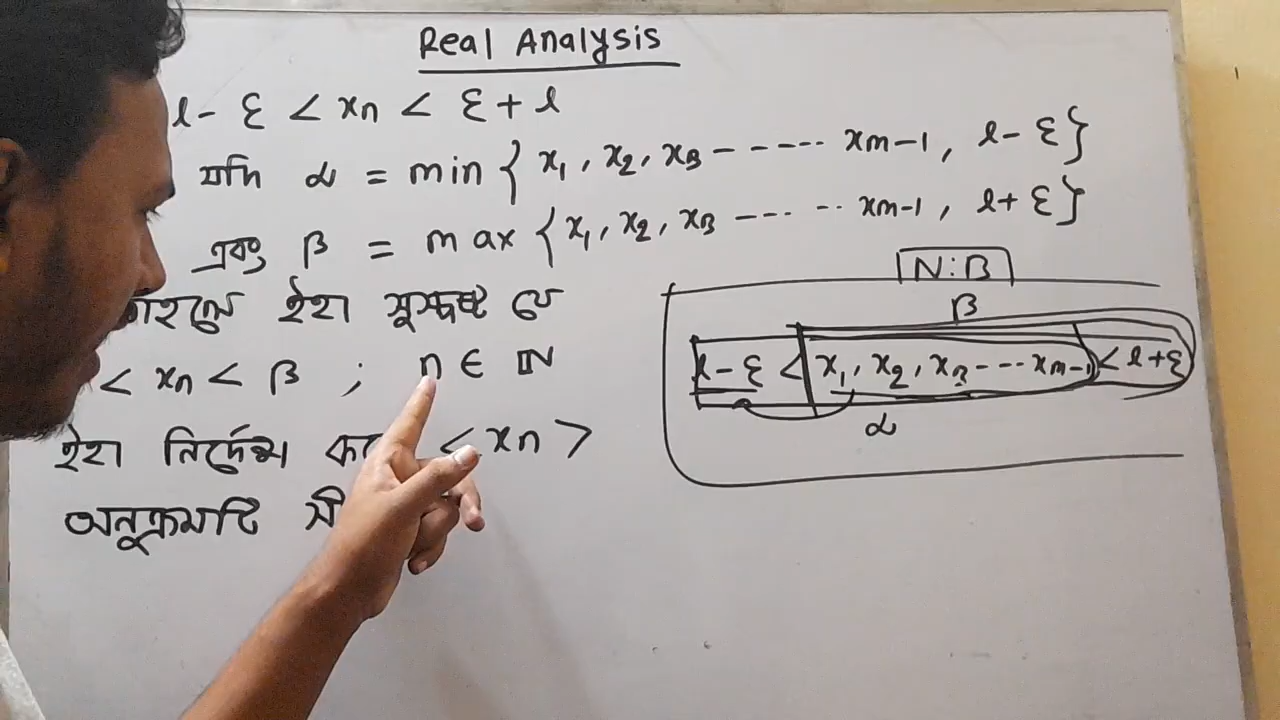 Real Analysis
l - ε < xn < ε + l
যদি α = min { x1, x2, x3 ------- xm-1, l - ε }
এবং β = max { x1, x2, x3 ------ xm-1, l + ε }
ইহা সুস্পষ্ট যে
< xn < β ; n ∈ ℕ
ইহা নির্দেশ < xn >
অনুক্রমটি
N:B
β
l - ε < x1, x2, x3 --- xm-1 < l + ε
α